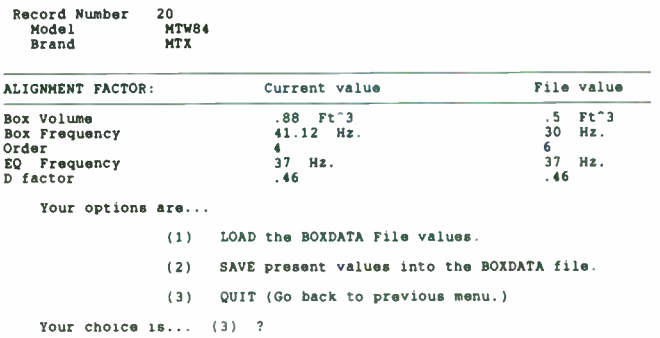 Record Number 20
Model MTW84
Brand MTX
ALIGNMENT FACTOR: Current value File value
Box Volume .88 Ft^3 .5 Ft^3
Box Frequency 41.12 Hz. 30 Hz.
Order 4 6
EQ Frequency 37 Hz. 37 Hz.
D factor .46 .46
Your options are...
(1) LOAD the BOXDATA File values.
(2) SAVE present values into the BOXDATA file.
(3) QUIT (Go back to previous menu.)
Your choice is... (3) ?